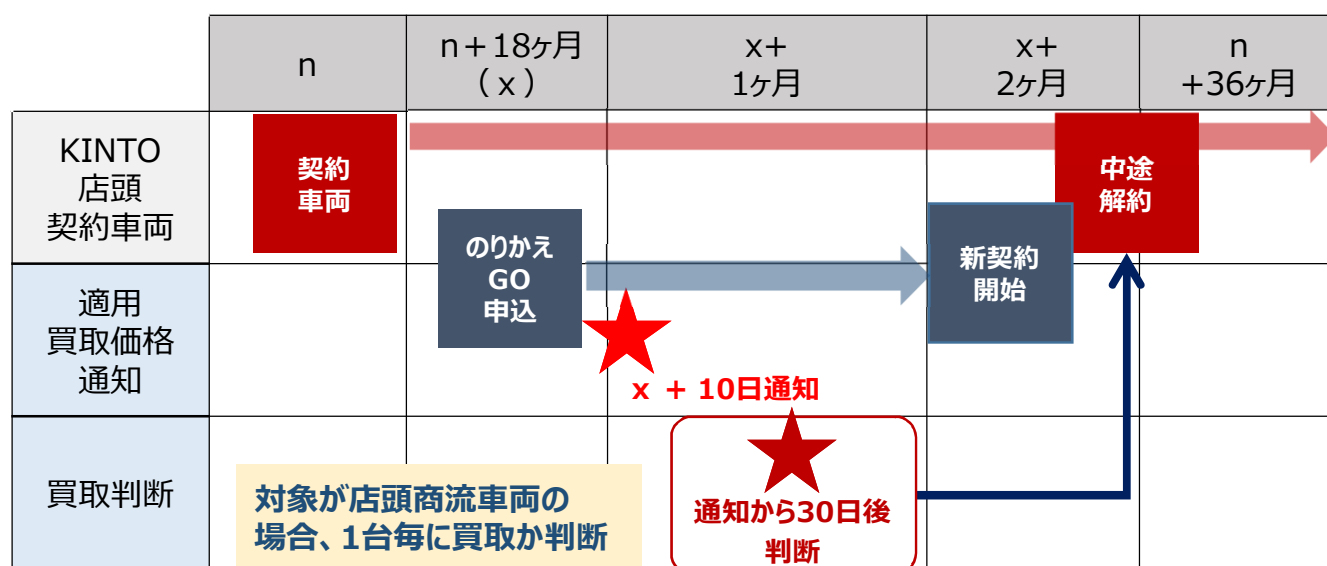 n
n+18ヶ月
（ｘ）
x+
1ヶ月
x+
2ヶ月
n
+36ヶ月
KINTO
店頭
契約車両
契約
車両
中途
解約
のりかえ
GO
申込
新契約
開始
適用
買取価格
通知
x + 10日通知
買取判断
対象が店頭商流車両の
場合、1台毎に買取か判断
通知から30日後
判断